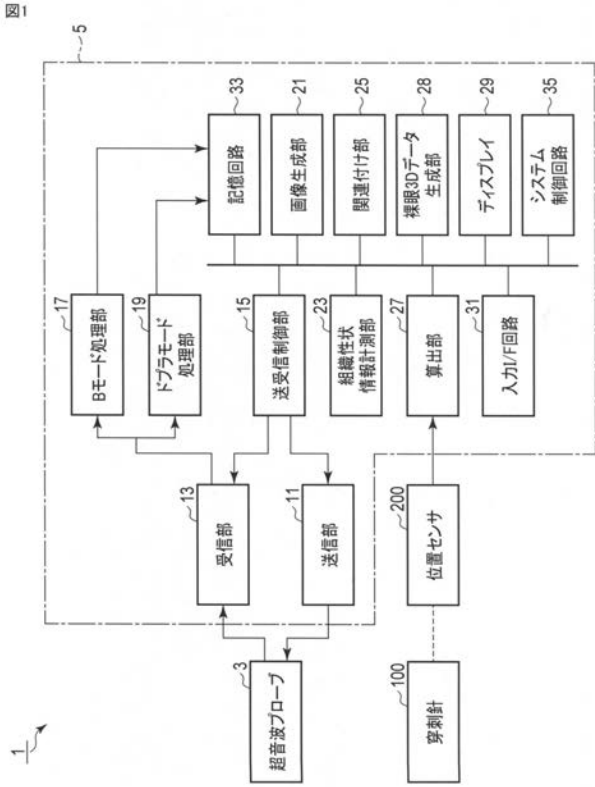 図1
1
5
3
超音波プローブ
13
受信部
11
送信部
100
穿刺針
200
位置センサ
17
Bモード処理部
19
ドプラモード
処理部
15
送受信制御部
23
組織性状
情報計測部
27
算出部
31
入力I/F回路
33
記憶回路
21
画像生成部
25
関連付け部
28
裸眼3Dデータ
生成部
29
ディスプレイ
35
システム
制御回路